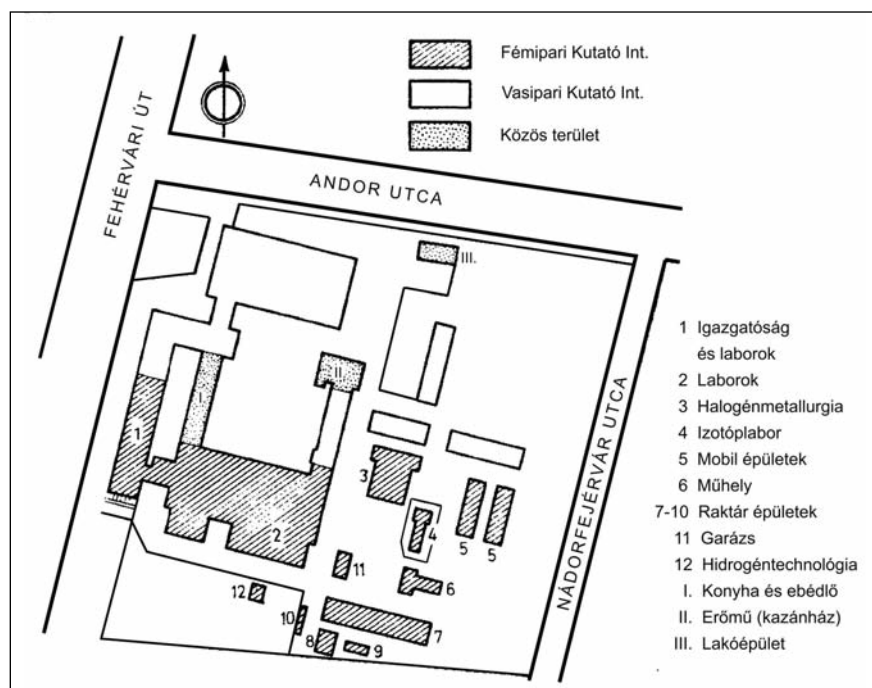 Fémipari Kutató Int.
Vasipari Kutató Int.
Közös terület
FEHÉRVÁRI ÚT
ANDOR UTCA
NÁDORFEJÉRVÁR UTCA
III.
II
I
1
2
3
4
5
5
6
7
8
9
10
11
12
1 Igazgatóság
és laborok
2 Laborok
3 Halogénmetallurgia
4 Izotóplabor
5 Mobil épületek
6 Műhely
7-10 Raktár épületek
11 Garázs
12 Hidrogéntechnológia
I. Konyha és ebédlő
II. Erőmű (kazánház)
III. Lakóépület